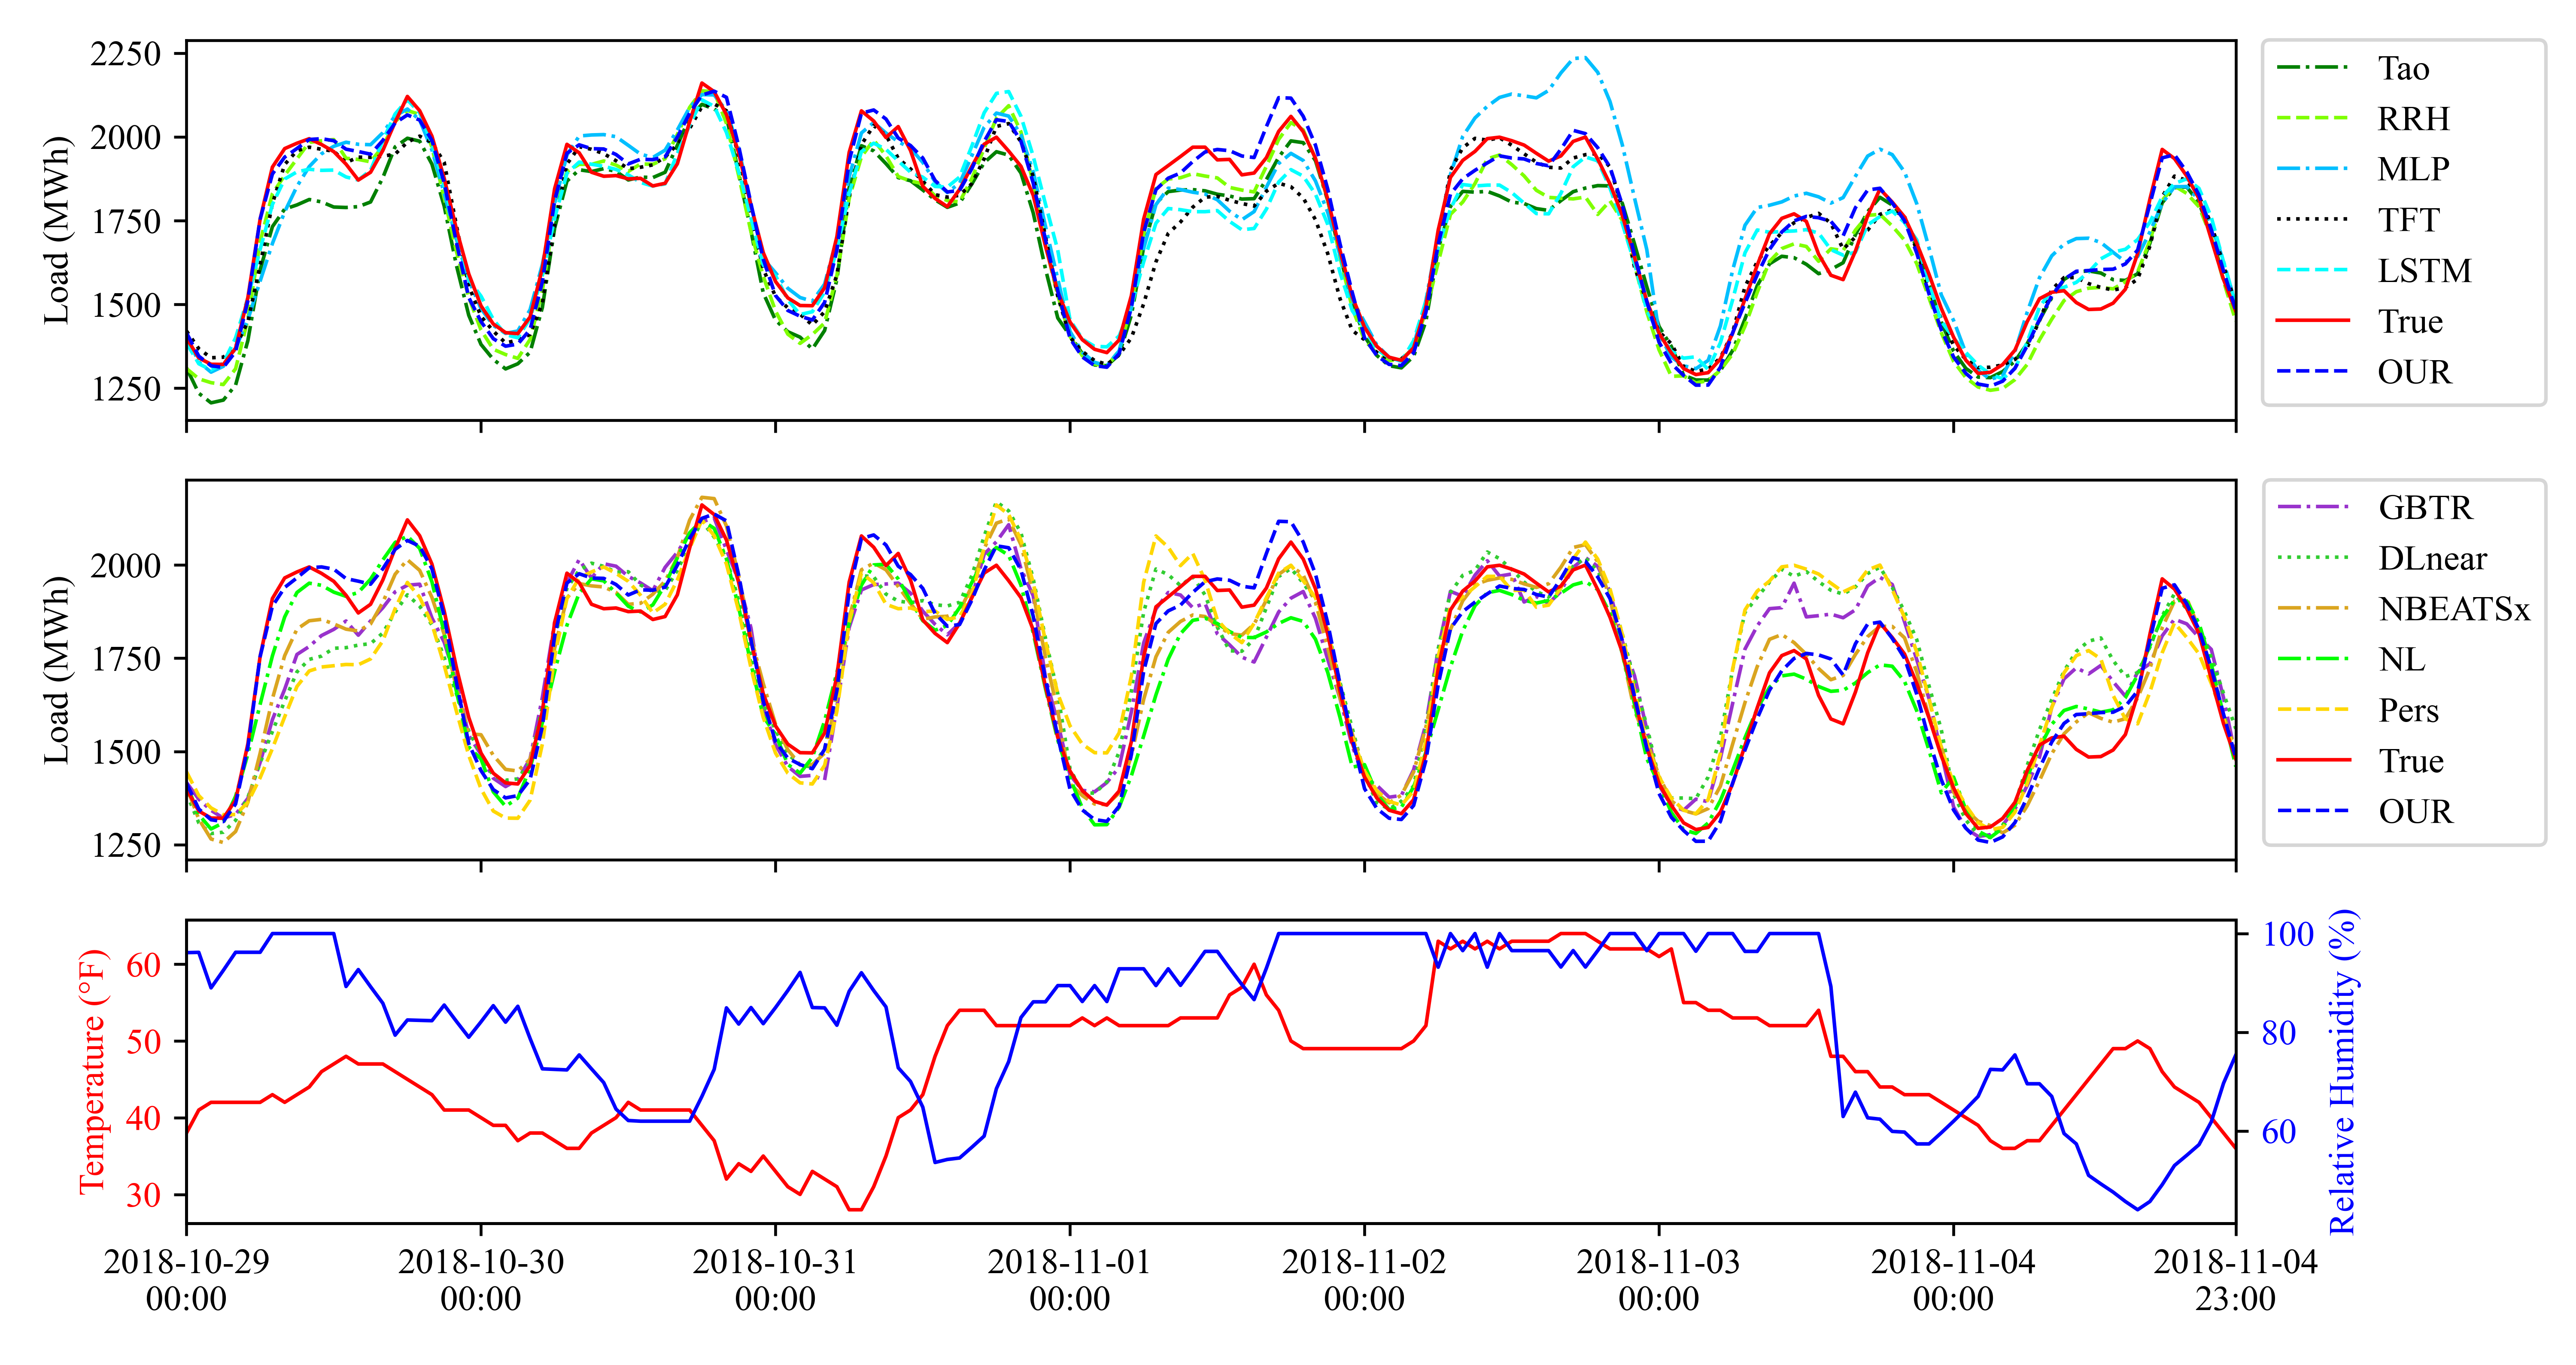 2250
2000
1750
1500
1250
Load (MWh)
Tao
RRH
MLP
TFT
LSTM
True
OUR
2000
1750
1500
1250
Load (MWh)
GBTR
DLnear
NBEATSx
NL
Pers
True
OUR
60
50
40
30
Temperature (°F)
100
80
60
Relative Humidity (%)
2018-10-29 2018-10-30 2018-10-31 2018-11-01 2018-11-02 2018-11-03 2018-11-04 2018-11-04
00:00 00:00 00:00 00:00 00:00 00:00 00:00 23:00